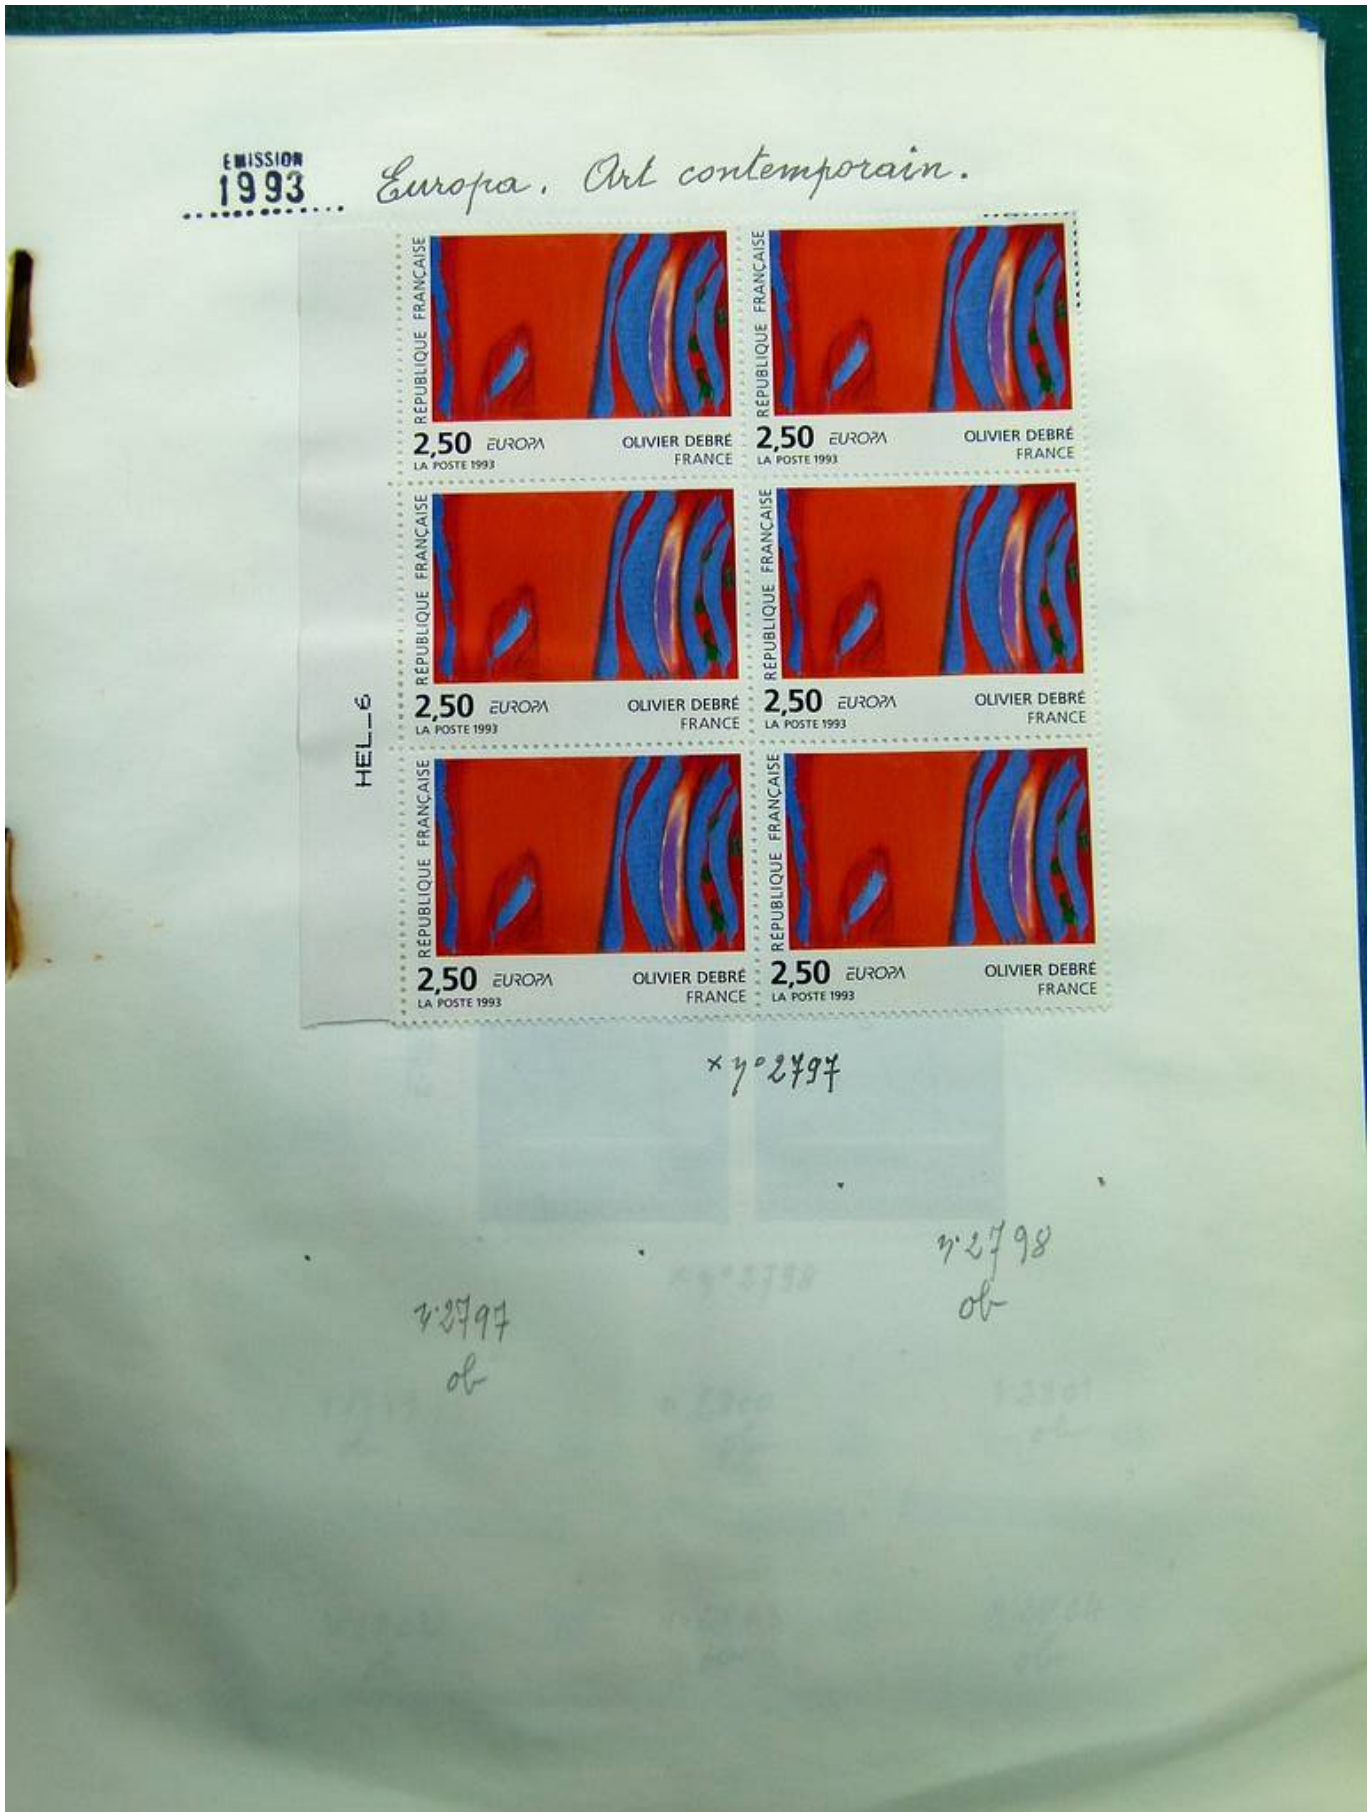 EMISSION
1993
Europa. Art contemporain.
RÉPUBLIQUE FRANÇAISE
2,50 EUROPA OLIVIER DEBRÉ
LA POSTE 1993 FRANCE
RÉPUBLIQUE FRANÇAISE
2,50 EUROPA OLIVIER DEBRÉ
LA POSTE 1993 FRANCE
RÉPUBLIQUE FRANÇAISE
2,50 EUROPA OLIVIER DEBRÉ
LA POSTE 1993 FRANCE
RÉPUBLIQUE FRANÇAISE
2,50 EUROPA OLIVIER DEBRÉ
LA POSTE 1993 FRANCE
HEL_6
RÉPUBLIQUE FRANÇAISE
2,50 EUROPA OLIVIER DEBRÉ
LA POSTE 1993 FRANCE
RÉPUBLIQUE FRANÇAISE
2,50 EUROPA OLIVIER DEBRÉ
LA POSTE 1993 FRANCE
x n° 2797
n° 2798
ob
n° 2797
ob
x n° 2798